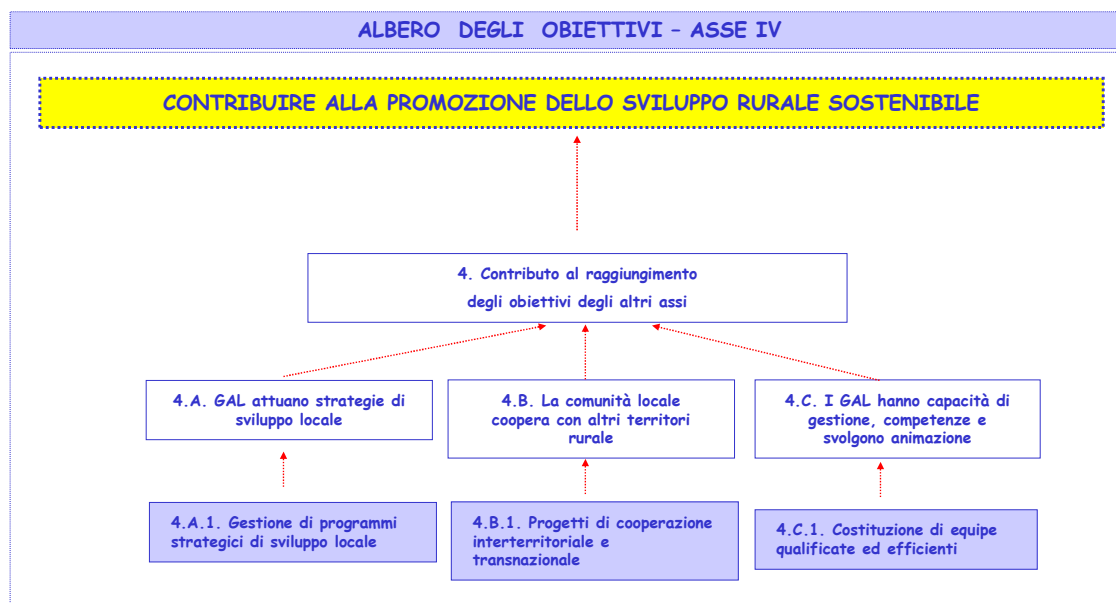 ALBERO DEGLI OBIETTIVI – ASSE IV
CONTRIBUIRE ALLA PROMOZIONE DELLO SVILUPPO RURALE SOSTENIBILE
4. Contributo al raggiungimento
degli obiettivi degli altri assi
4.A. GAL attuano strategie di
sviluppo locale
4.B. La comunità locale
coopera con altri territori
rurale
4.C. I GAL hanno capacità di
gestione, competenze e
svolgono animazione
4.A.1. Gestione di programmi
strategici di sviluppo locale
4.B.1. Progetti di cooperazione
interterritoriale e
transnazionale
4.C.1. Costituzione di equipe
qualificate ed efficienti